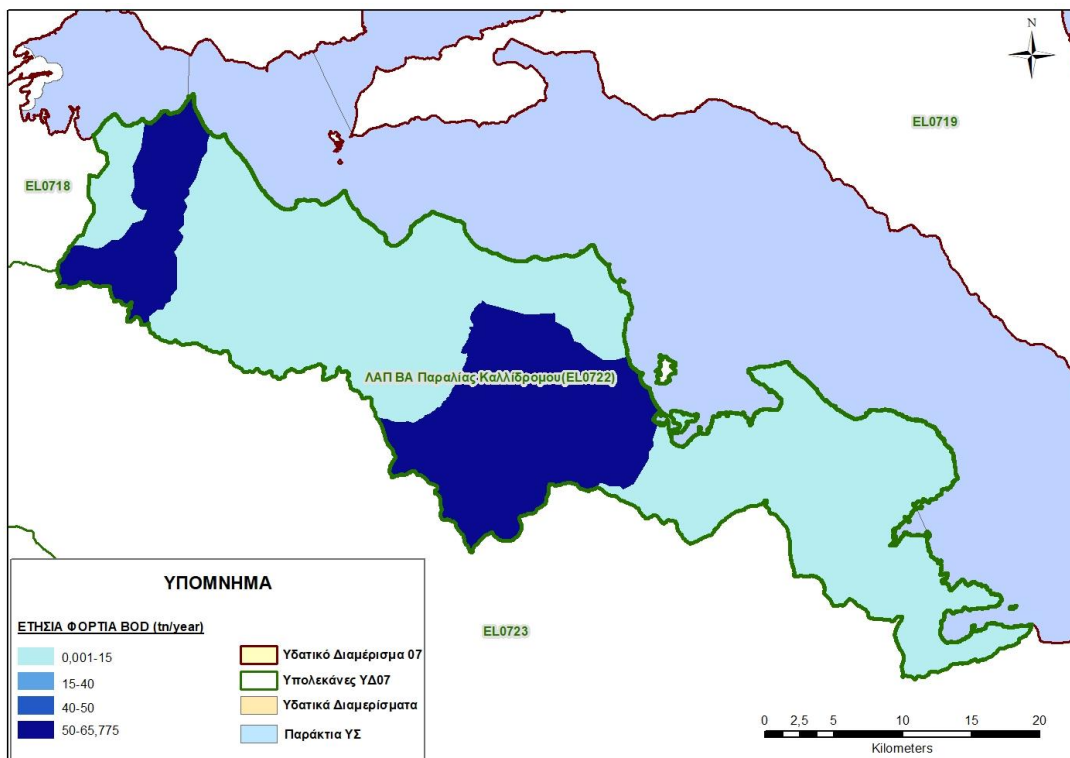 N
EL0719
EL0718
ΛΑΠ ΒΑ Παραλίας Καλλίδρομου(EL0722)
EL0723
ΥΠΟΜΝΗΜΑ
ΕΤΗΣΙΑ ΦΟΡΤΙΑ BOD (tn/year)
0,001-15
15-40
40-50
50-65,775
Υδατικό Διαμέρισμα 07
Υπολεκάνες ΥΔ07
Υδατικά Διαμερίσματα
Παράκτια ΥΣ
0 2,5 5 10 15 20
Kilometers